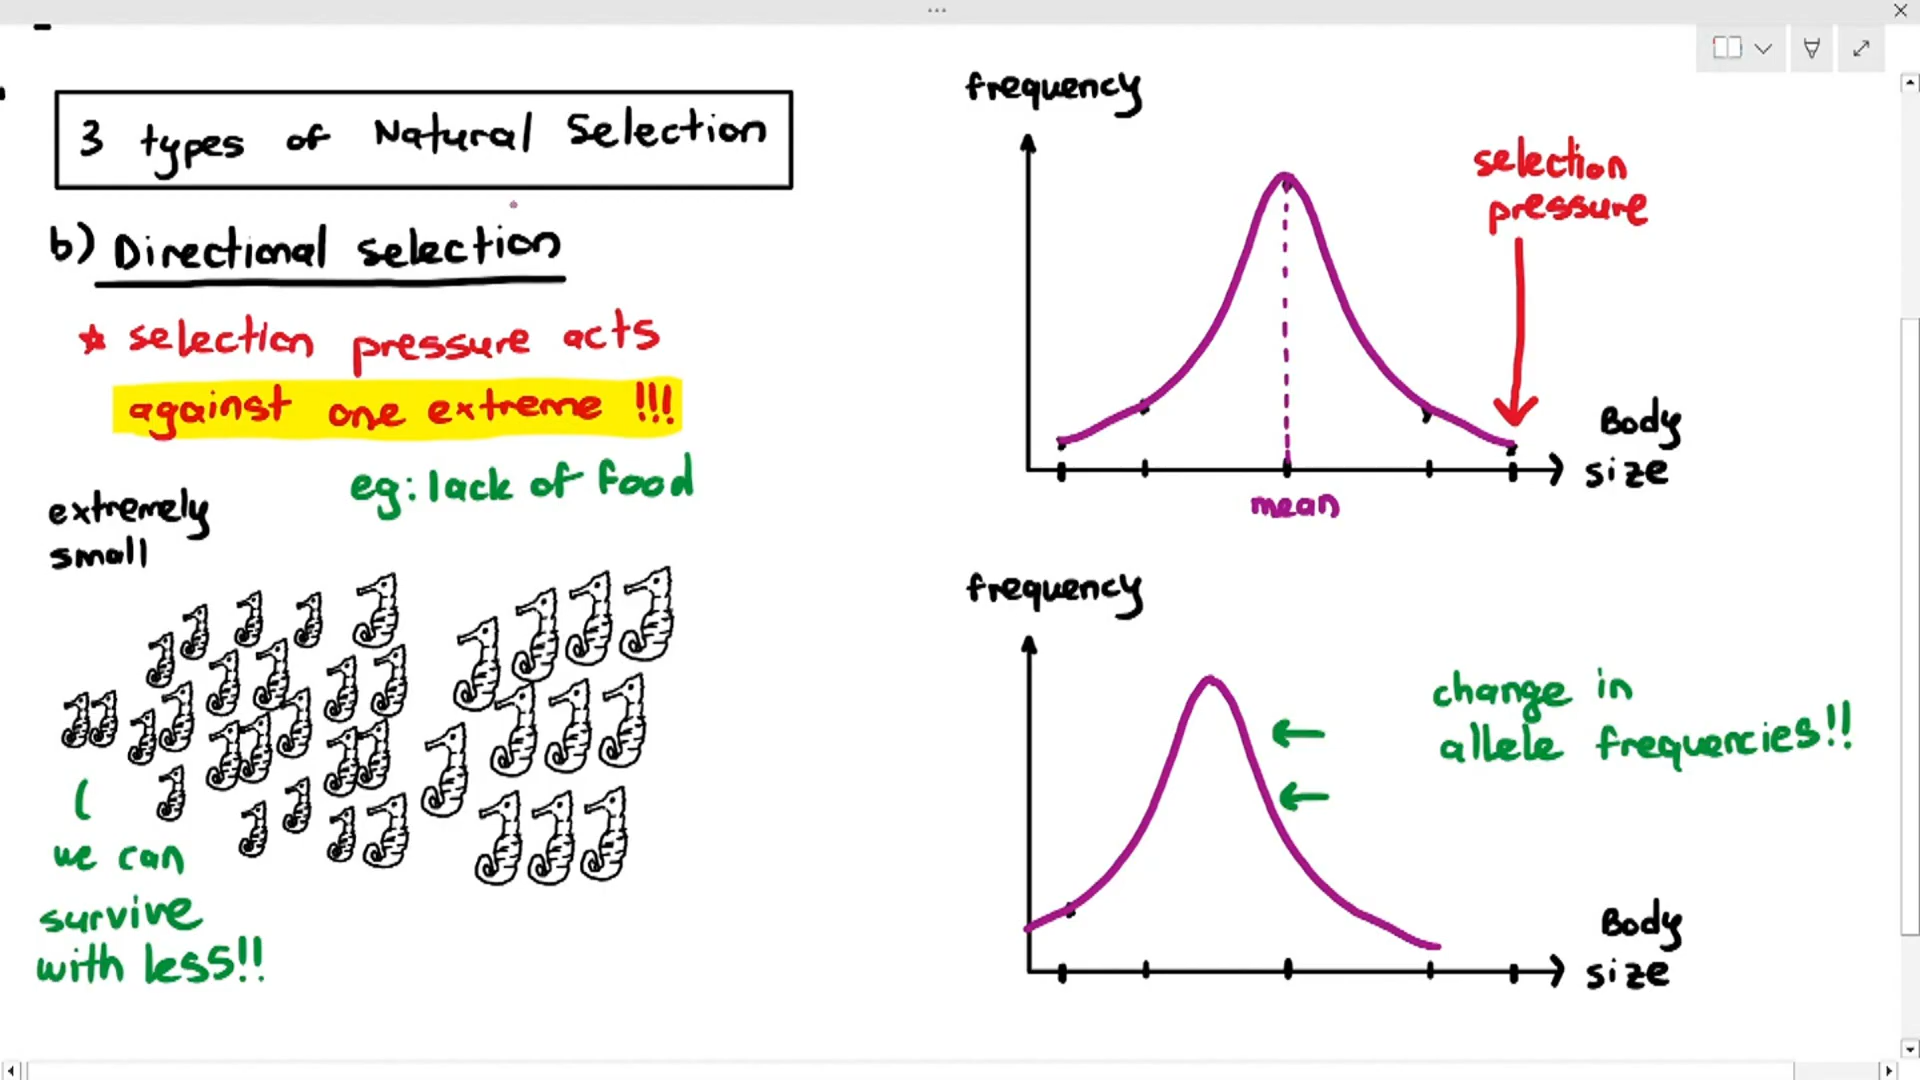 3 types of Natural Selection
b) Directional selection
* selection pressure acts
against one extreme !!!
eg: lack of food
extremely
small
(
we can
survive
with less!!
frequency
selection
pressure
Body
size
mean
frequency
change in
allele frequencies!!
Body
size